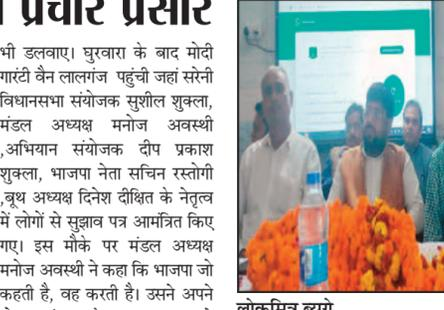 प्रचार प्रसार
भी डलवाए। घुरवारा के बाद मोदी
गारंटी वैन लालगंज पहुंची जहां सरेनी
विधानसभा संयोजक सुशील शुक्ला,
मंडल अध्यक्ष मनोज अवस्थी
,अभियान संयोजक दीप प्रकाश
शुक्ला, भाजपा नेता सचिन रस्तोगी
,बूथ अध्यक्ष दिनेश दीक्षित के नेतृत्व
में लोगों से सुझाव पत्र आमंत्रित किए
गए। इस मौके पर मंडल अध्यक्ष
मनोज अवस्थी ने कहा कि भाजपा जो
कहती है, वह करती है। उसने अपने
लोकमित्र ब्यूरो